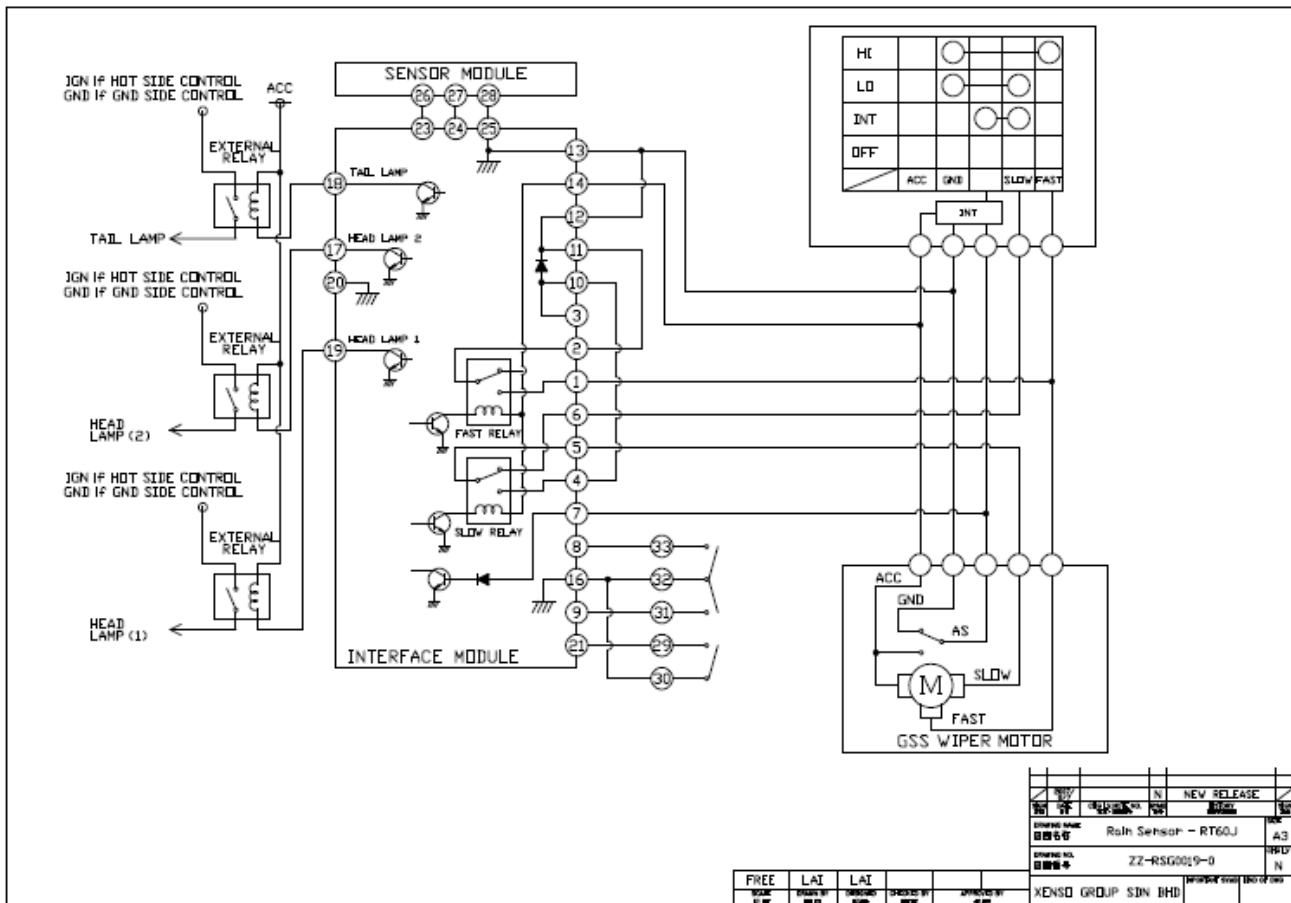 IGN if HOT SIDE CONTROL
GND if GND SIDE CONTROL
ACC
EXTERNAL
RELAY
TAIL LAMP
IGN if HOT SIDE CONTROL
GND if GND SIDE CONTROL
EXTERNAL
RELAY
HEAD
LAMP (2)
IGN if HOT SIDE CONTROL
GND if GND SIDE CONTROL
EXTERNAL
RELAY
HEAD
LAMP (1)
SENSOR MODULE
26 27 28
23 24 25
18 TAIL LAMP
17 HEAD LAMP 2
20
19 HEAD LAMP 1
13
14
12
11
10
3
2
1
6
FAST RELAY
5
4
7
SLOW RELAY
8
16
9
21
33
32
31
29
30
INTERFACE MODULE
HI
LO
INT
OFF
ACC GND SLOW FAST
INT
ACC
GND
AS
SLOW
M
FAST
GSS WIPER MOTOR
N NEW RELEASE
Rain Sensor - RT60J
A3
ZZ-RSG0019-0
N
FREE LAI LAI
XENSO GROUP SDN BHD